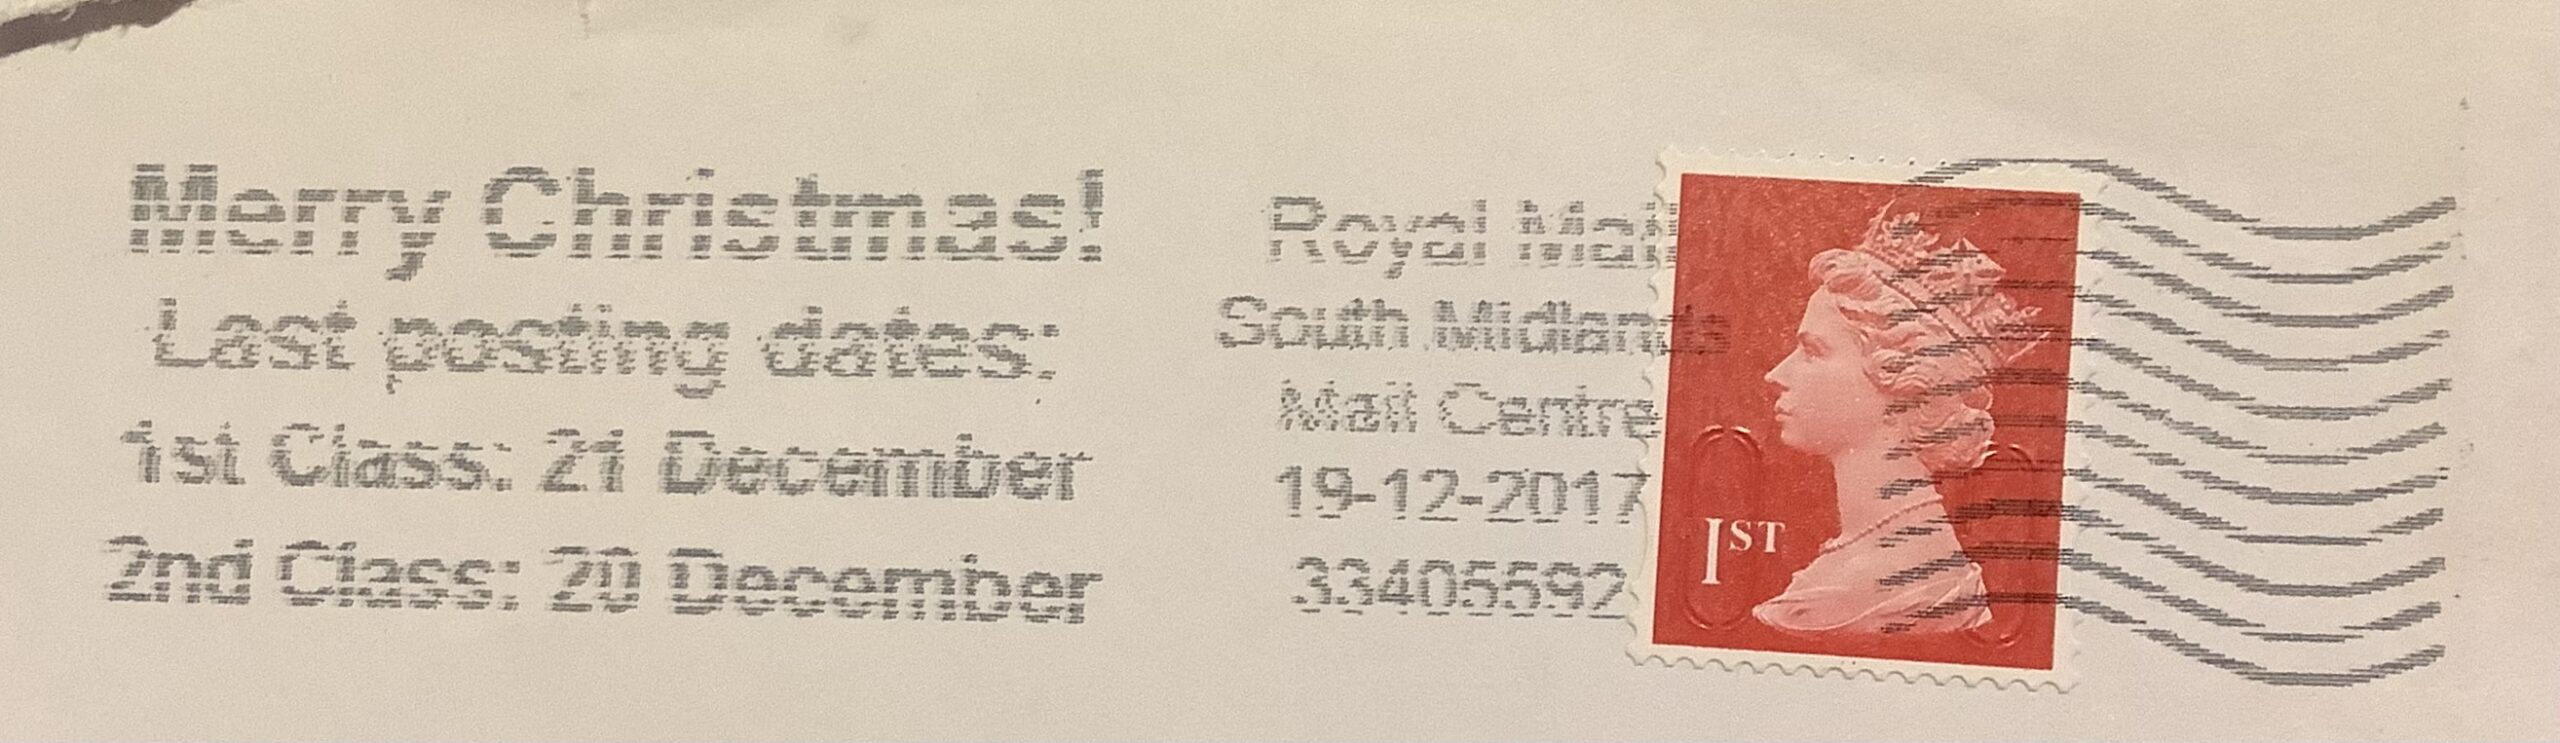 Merry Christmas!
Last posting dates:
1st Class: 21 December
2nd Class: 20 December
Royal Mail
South Midlands
Mail Centre
19-12-2017
33405592
1ST